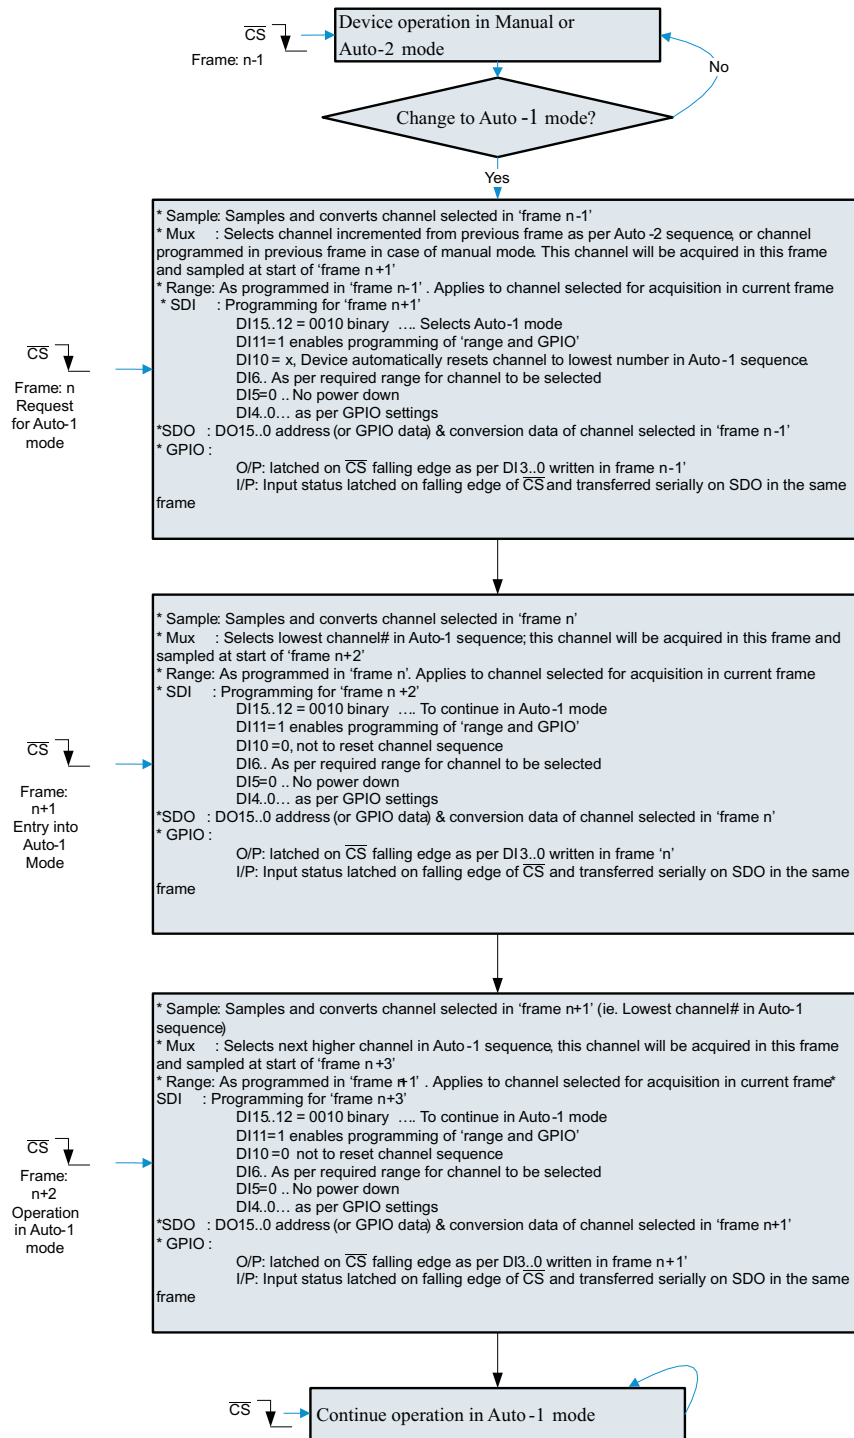 Device operation in Manual or
Auto-2 mode
CS
Frame: n-1
No
Change to Auto -1 mode?
Yes
* Sample: Samples and converts channel selected in ‘frame n-1’
* Mux : Selects channel incremented from previous frame as per Auto -2 sequence, or channel
programmed in previous frame in case of manual mode. This channel will be acquired in this frame
and sampled at start of ‘frame n +1’
* Range: As programmed in ‘frame n-1’ . Applies to channel selected for acquisition in current frame
* SDI : Programming for ‘frame n+1’
DI15..12 = 0010 binary …. Selects Auto-1 mode
DI11=1 enables programming of ‘range and GPIO’
DI10 = x, Device automatically resets channel to lowest number in Auto-1 sequence.
DI6.. As per required range for channel to be selected
DI5=0 .. No power down
DI4..0… as per GPIO settings
*SDO : DO15..0 address (or GPIO data) & conversion data of channel selected in ‘frame n-1’
* GPIO :
O/P: latched on CS falling edge as per DI3..0 written in frame n-1’
I/P: Input status latched on falling edge of CS and transferred serially on SDO in the same
frame
CS
Frame: n
Request
for Auto-1
mode
* Sample: Samples and converts channel selected in ‘frame n’
* Mux : Selects lowest channel# in Auto-1 sequence; this channel will be acquired in this frame and
sampled at start of ‘frame n+2’
* Range: As programmed in ‘frame n’. Applies to channel selected for acquisition in current frame
* SDI : Programming for ‘frame n +2’
DI15..12 = 0010 binary …. To continue in Auto-1 mode
DI11=1 enables programming of ‘range and GPIO’
DI10 =0, not to reset channel sequence
DI6.. As per required range for channel to be selected
DI5=0 .. No power down
DI4..0… as per GPIO settings
*SDO : DO15..0 address (or GPIO data) & conversion data of channel selected in ‘frame n’
* GPIO :
O/P: latched on CS falling edge as per DI3..0 written in frame ‘n’
I/P: Input status latched on falling edge of CS and transferred serially on SDO in the same
frame
CS
Frame:
n+1
Entry into
Auto-1
Mode
* Sample: Samples and converts channel selected in ‘frame n+1’ (ie. Lowest channel# in Auto-1
sequence)
* Mux : Selects next higher channel in Auto-1 sequence, this channel will be acquired in this frame
and sampled at start of ‘frame n+3’
* Range: As programmed in ‘frame n+1’ . Applies to channel selected for acquisition in current frame*
SDI : Programming for ‘frame n+3’
DI15..12 = 0010 binary …. To continue in Auto-1 mode
DI11=1 enables programming of ‘range and GPIO’
DI10 =0 not to reset channel sequence
DI6.. As per required range for channel to be selected
DI5=0 .. No power down
DI4..0… as per GPIO settings
*SDO : DO15..0 address (or GPIO data) & conversion data of channel selected in ‘frame n+1’
* GPIO :
O/P: latched on CS falling edge as per DI3..0 written in frame n+1’
I/P: Input status latched on falling edge of CS and transferred serially on SDO in the same
frame
CS
Frame:
n+2
Operation
in Auto-1
mode
CS
Continue operation in Auto -1 mode